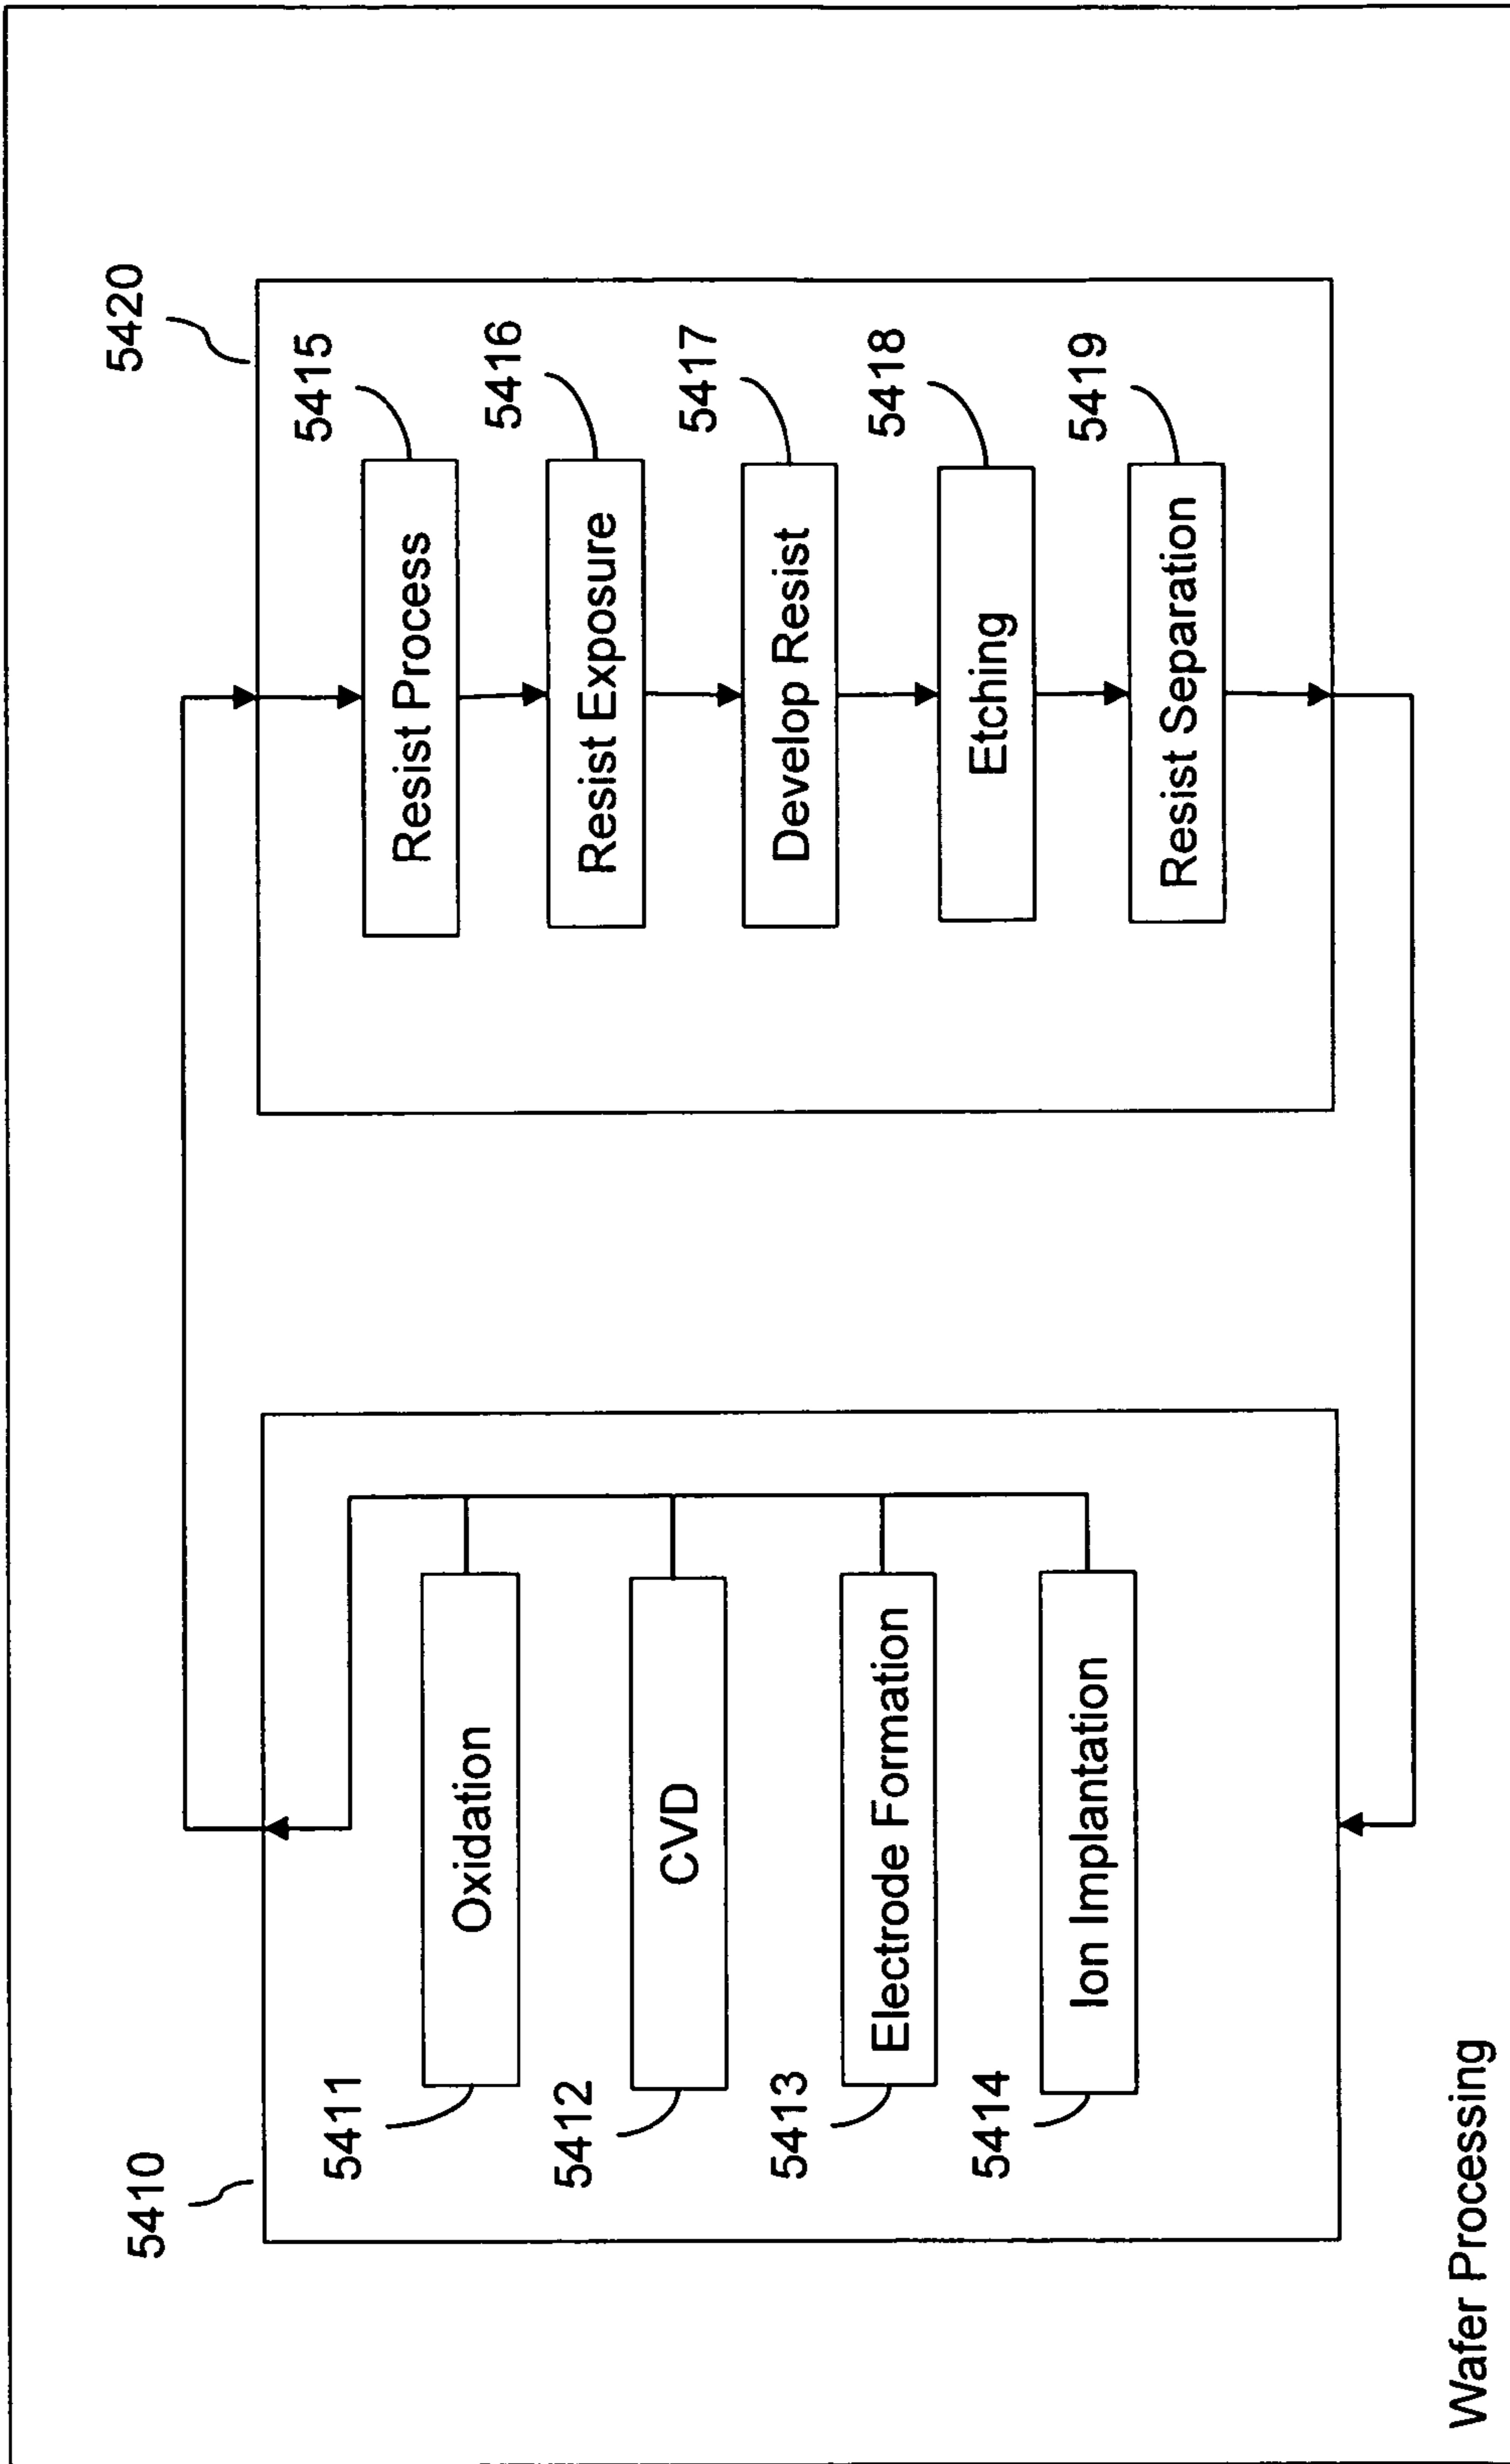 5410
5411
Oxidation
5412
CVD
5413
Electrode Formation
5414
Ion Implantation
5420
5415
Resist Process
5416
Resist Exposure
5417
Develop Resist
5418
Etching
5419
Resist Separation
Wafer Processing